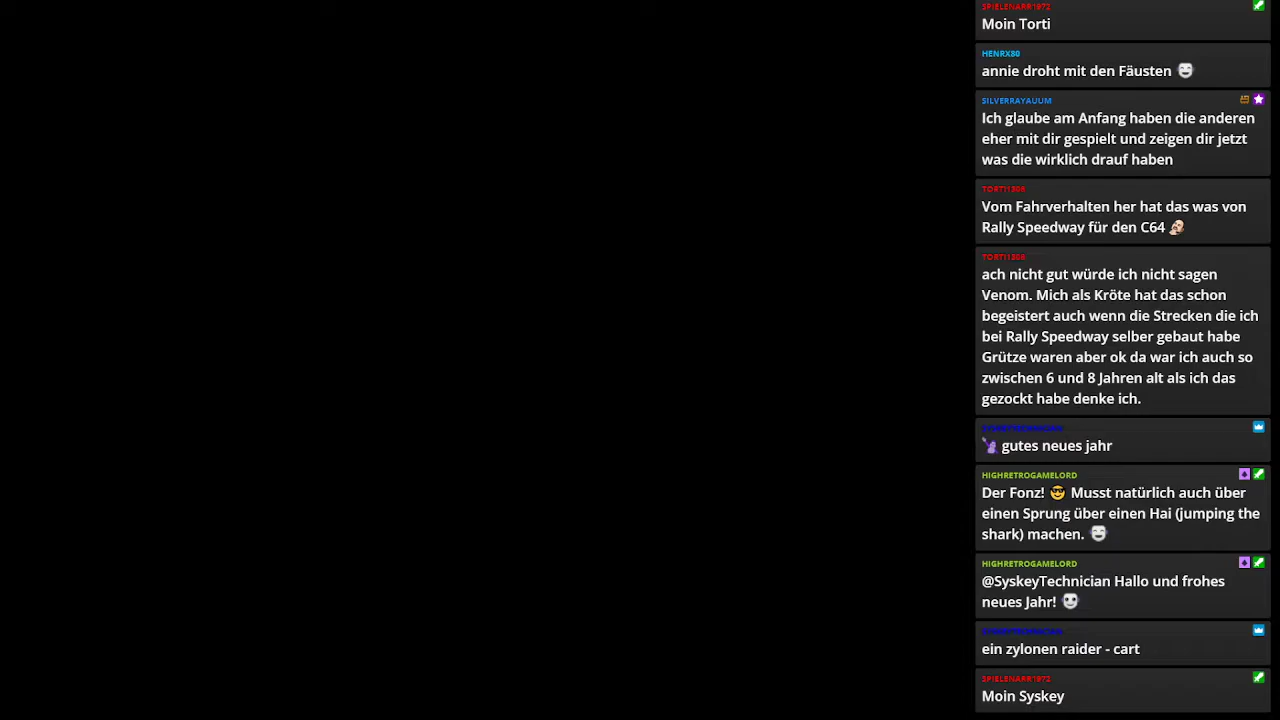 SPIELENARR1972
Moin Torti
HENRX80
annie droht mit den Fäusten
SILVERRAYAUUM
Ich glaube am Anfang haben die anderen
eher mit dir gespielt und zeigen dir jetzt
was die wirklich drauf haben
TORTI1306
Vom Fahrverhalten her hat das was von
Rally Speedway für den C64
TORTI1306
ach nicht gut würde ich nicht sagen
Venom. Mich als Kröte hat das schon
begeistert auch wenn die Strecken die ich
bei Rally Speedway selber gebaut habe
Grütze waren aber ok da war ich auch so
zwischen 6 und 8 Jahren alt als ich das
gezockt habe denke ich.
gutes neues jahr
HIGHRETROGAMELORD
Der Fonz! Musst natürlich auch über
einen Sprung über einen Hai (jumping the
shark) machen.
HIGHRETROGAMELORD
@SyskeyTechnician Hallo und frohes
neues Jahr!
ein zylonen raider - cart
SPIELENARR1972
Moin Syskey